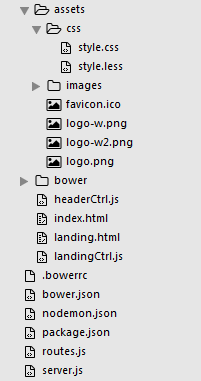 assets
css
style.css
style.less
images
favicon.ico
logo-w.png
logo-w2.png
logo.png
bower
headerCtrl.js
index.html
landing.html
landingCtrl.js
.bowerrc
bower.json
nodemon.json
package.json
routes.js
server.js